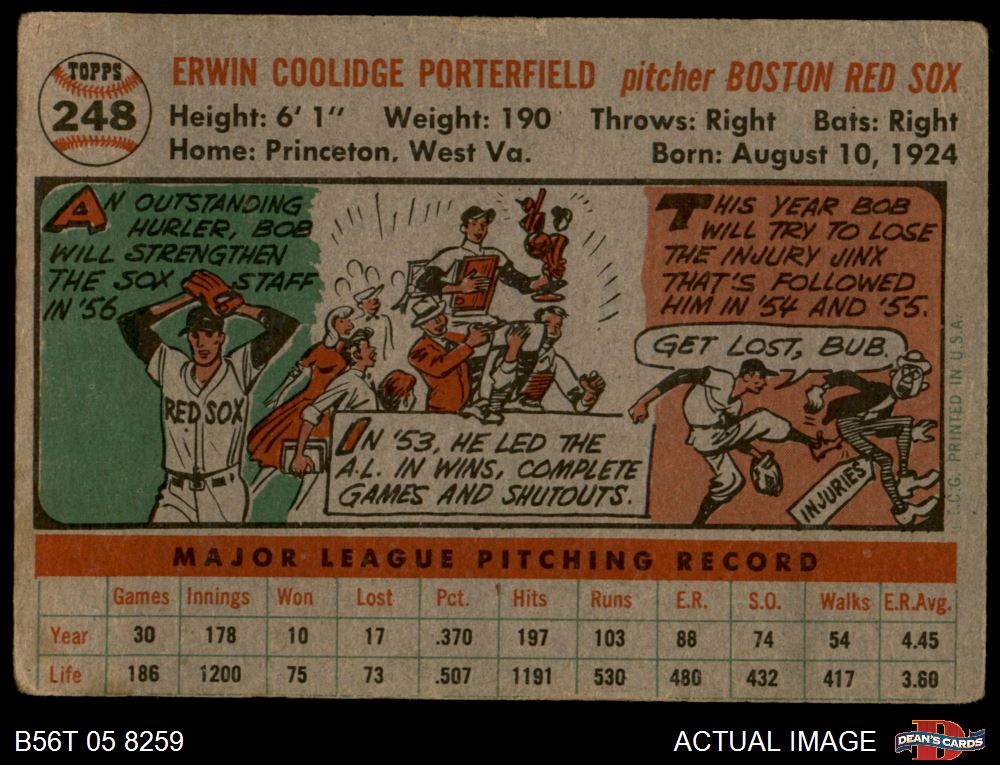 TOPPS
248
ERWIN COOLIDGE PORTERFIELD pitcher BOSTON RED SOX
Height: 6' 1" Weight: 190 Throws: Right Bats: Right
Home: Princeton, West Va. Born: August 10, 1924
AN OUTSTANDING
HURLER, BOB
WILL STRENGTHEN
THE SOX STAFF
IN '56.
RED SOX
IN '53, HE LED THE
A.L. IN WINS, COMPLETE
GAMES AND SHUTOUTS.
THIS YEAR BOB
WILL TRY TO LOSE
THE INJURY JINX
THAT'S FOLLOWED
HIM IN '54 AND '55.
GET LOST, BUB.
INJURIES
T.C.G. PRINTED IN U.S.A.
MAJOR LEAGUE PITCHING RECORD
Games Innings Won Lost Pct. Hits Runs E.R. S.O. Walks E.R.Avg.
Year 30 178 10 17 .370 197 103 88 74 54 4.45
Life 186 1200 75 73 .507 1191 530 480 432 417 3.60
B56T 05 8259
ACTUAL IMAGE
DEAN'S CARDS